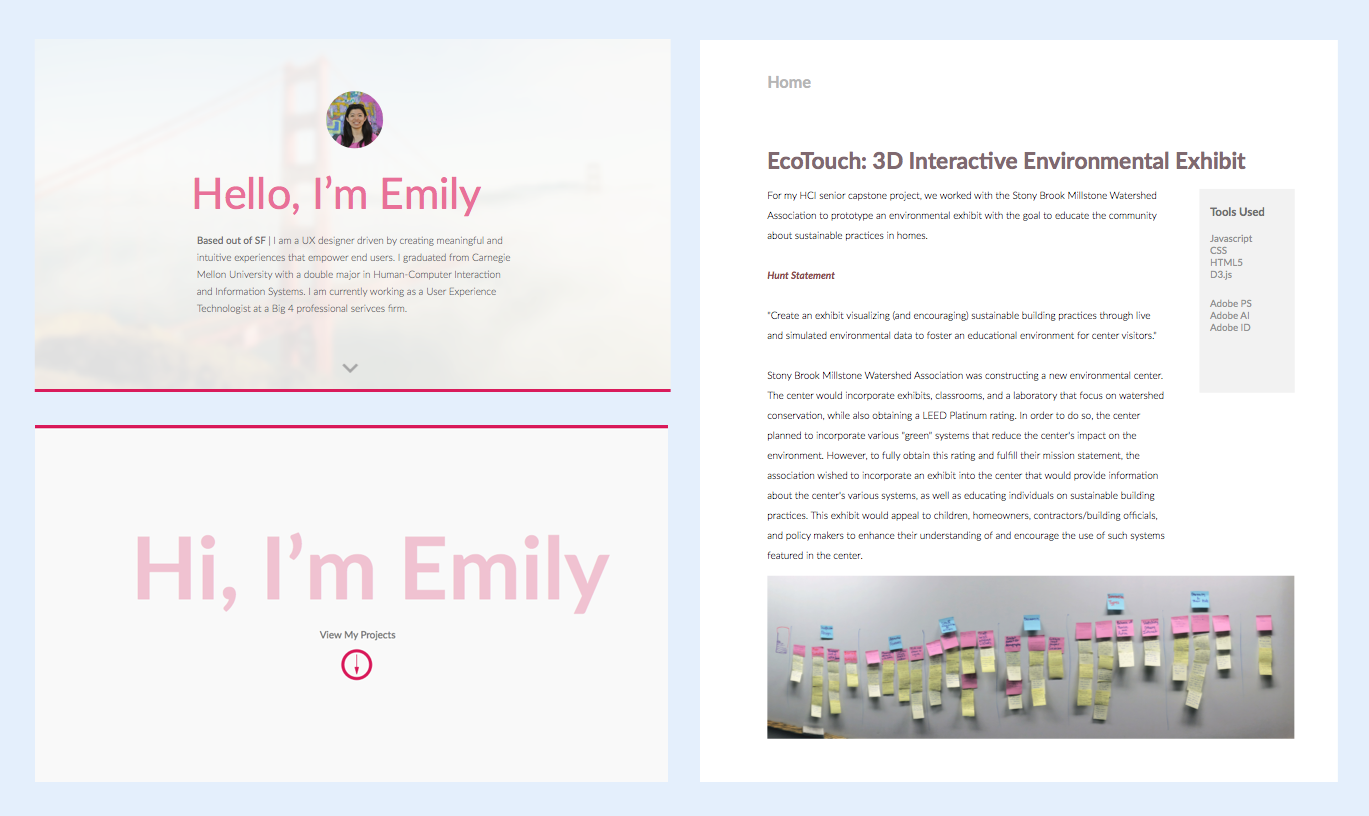 Hello, I'm Emily
Based out of SF | I am a UX designer driven by creating meaningful and
intuitive experiences that empower end users. I graduated from Carnegie
Mellon University with a double major in Human-Computer Interaction
and Information Systems. I am currently working as a User Experience
Technologist at a Big 4 professional serivces firm.
Hi, I'm Emily
View My Projects
Home
EcoTouch: 3D Interactive Environmental Exhibit
For my HCI senior capstone project, we worked with the Stony Brook Millstone Watershed
Association to prototype an environmental exhibit with the goal to educate the community
about sustainable practices in homes.
Hunt Statement
"Create an exhibit visualizing (and encouraging) sustainable building practices through live
and simulated environmental data to foster an educational environment for center visitors."
Stony Brook Millstone Watershed Association was constructing a new environmental center.
The center would incorporate exhibits, classrooms, and a laboratory that focus on watershed
conservation, while also obtaining a LEED Platinum rating. In order to do so, the center
planned to incorporate various "green" systems that reduce the center's impact on the
environment. However, to fully obtain this rating and fulfill their mission statement, the
association wished to incorporate an exhibit into the center that would provide information
about the center's various systems, as well as educating individuals on sustainable building
practices. This exhibit would appeal to children, homeowners, contractors/building officials,
and policy makers to enhance their understanding of and encourage the use of such systems
featured in the center.
Tools Used
Javascript
CSS
HTML5
D3.js
Adobe PS
Adobe AI
Adobe ID